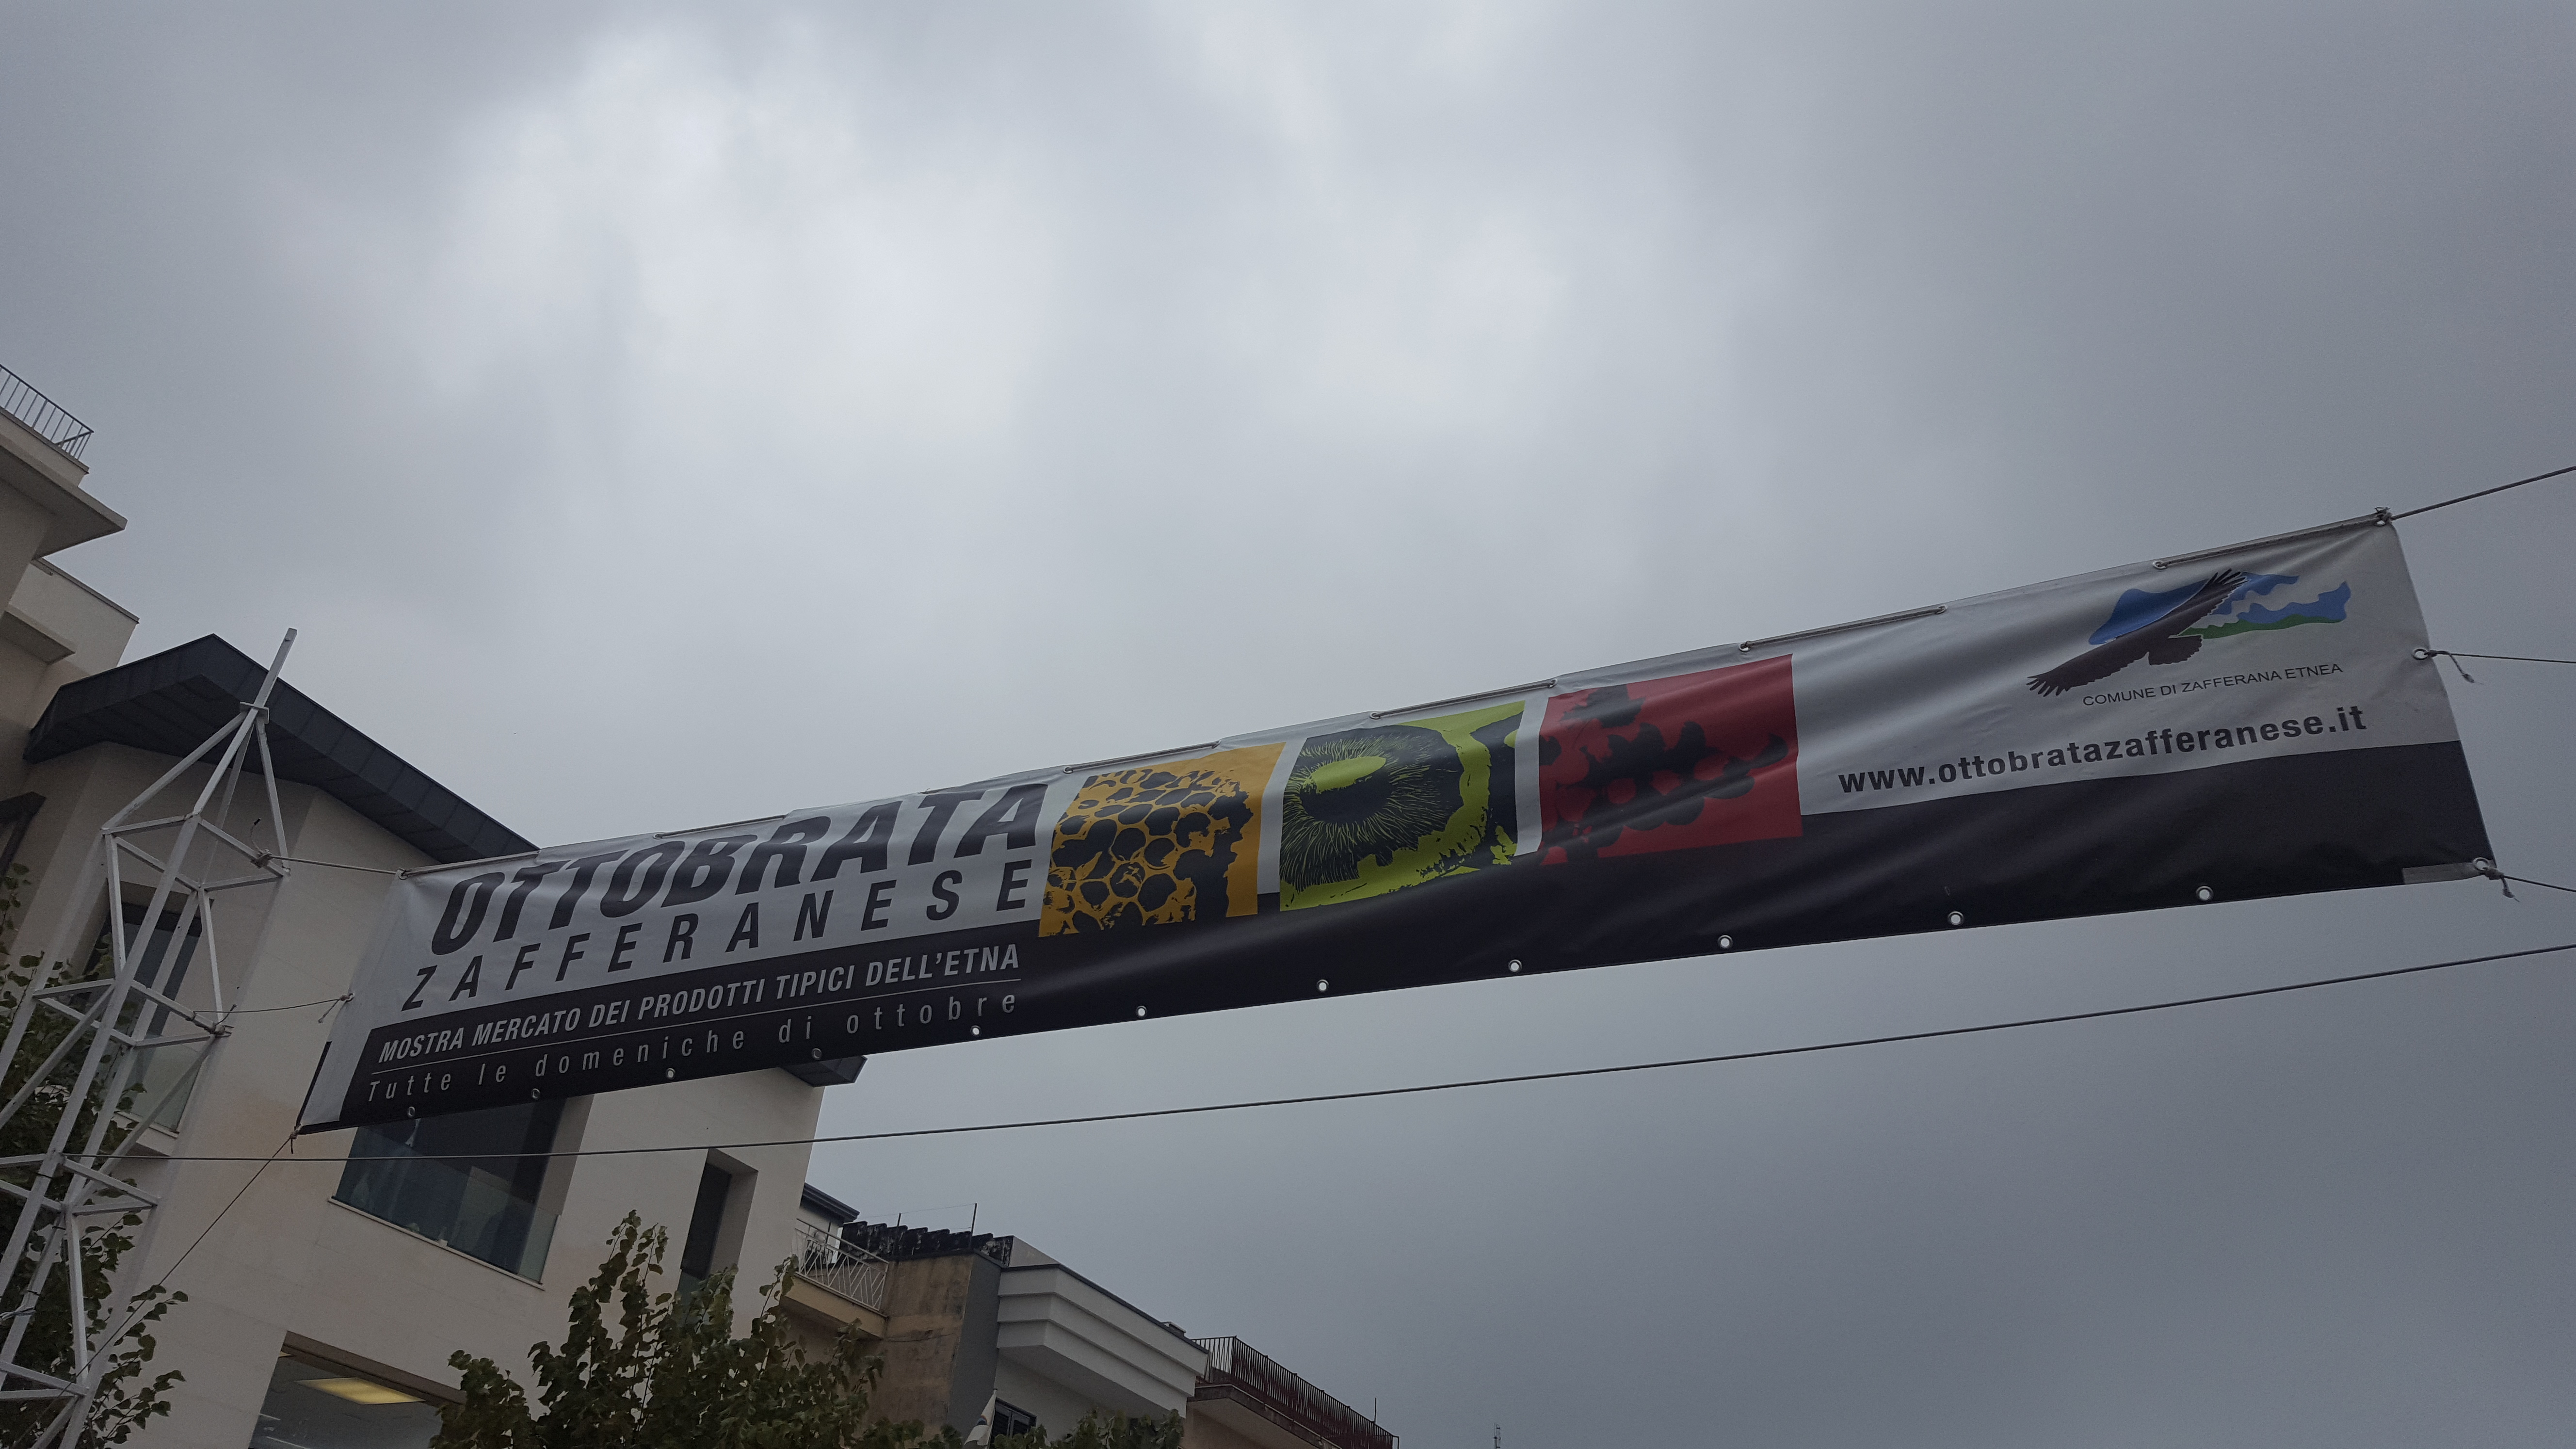 OTTOBRATA
ZAFFERANESE
MOSTRA MERCATO DEI PRODOTTI TIPICI DELL'ETNA
Tutte le domeniche di ottobre
COMUNE DI ZAFFERANA ETNEA
www.ottobratazafferanese.it